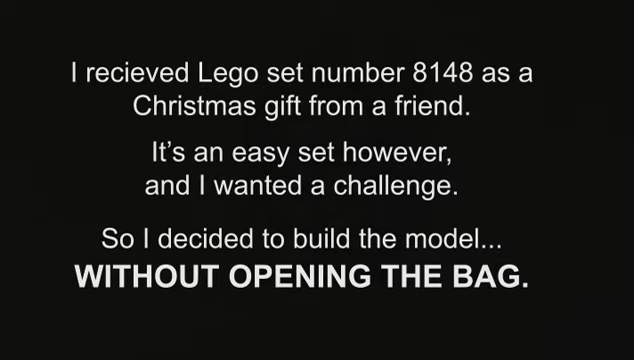 I recieved Lego set number 8148 as a
Christmas gift from a friend.
It's an easy set however,
and I wanted a challenge.
So I decided to build the model...
WITHOUT OPENING THE BAG.